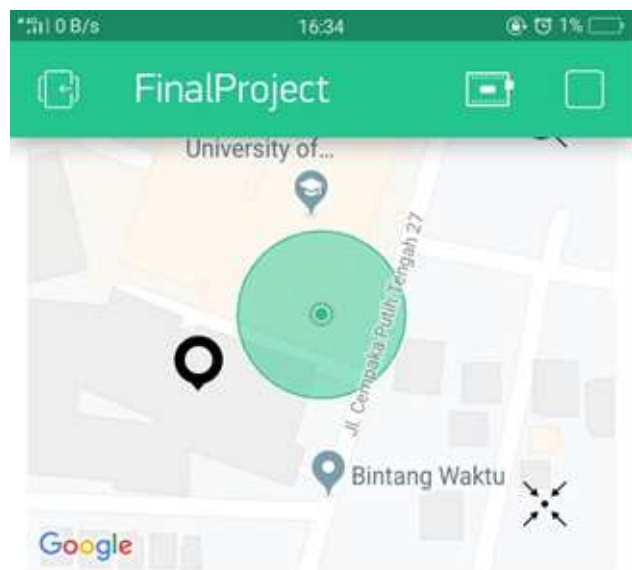 0 B/s 16:34 1%
FinalProject
University of...
Jl. Cempaka Putih Tengah 27
Bintang Waktu
Google